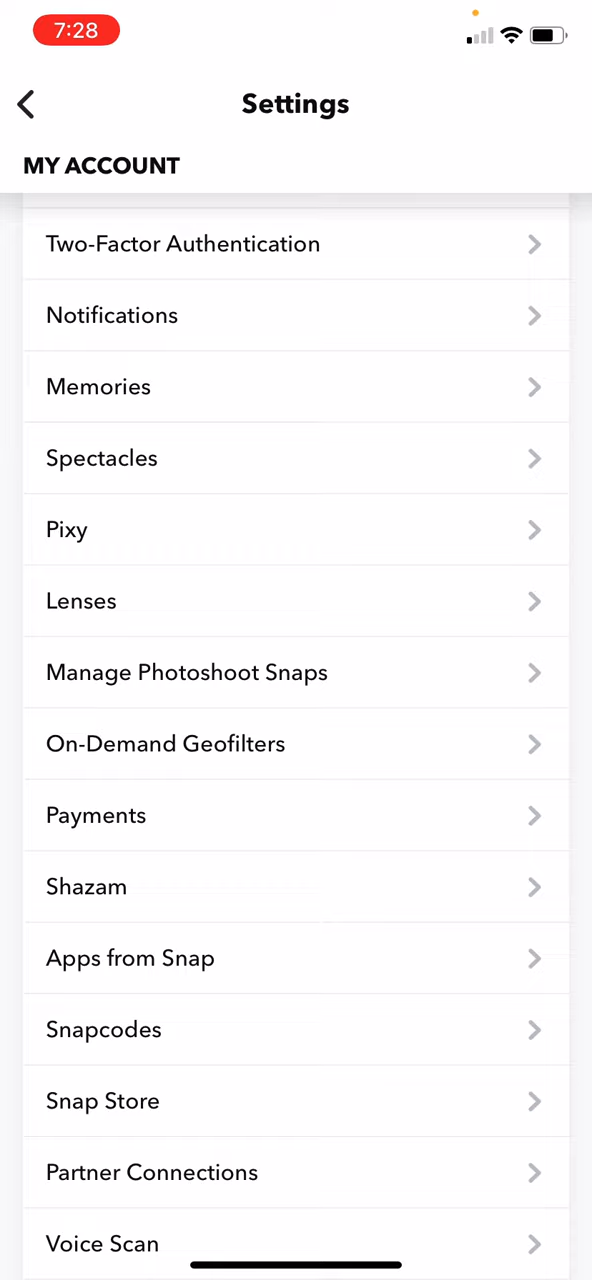 7:28
Settings
MY ACCOUNT
Two-Factor Authentication
Notifications
Memories
Spectacles
Pixy
Lenses
Manage Photoshoot Snaps
On-Demand Geofilters
Payments
Shazam
Apps from Snap
Snapcodes
Snap Store
Partner Connections
Voice Scan